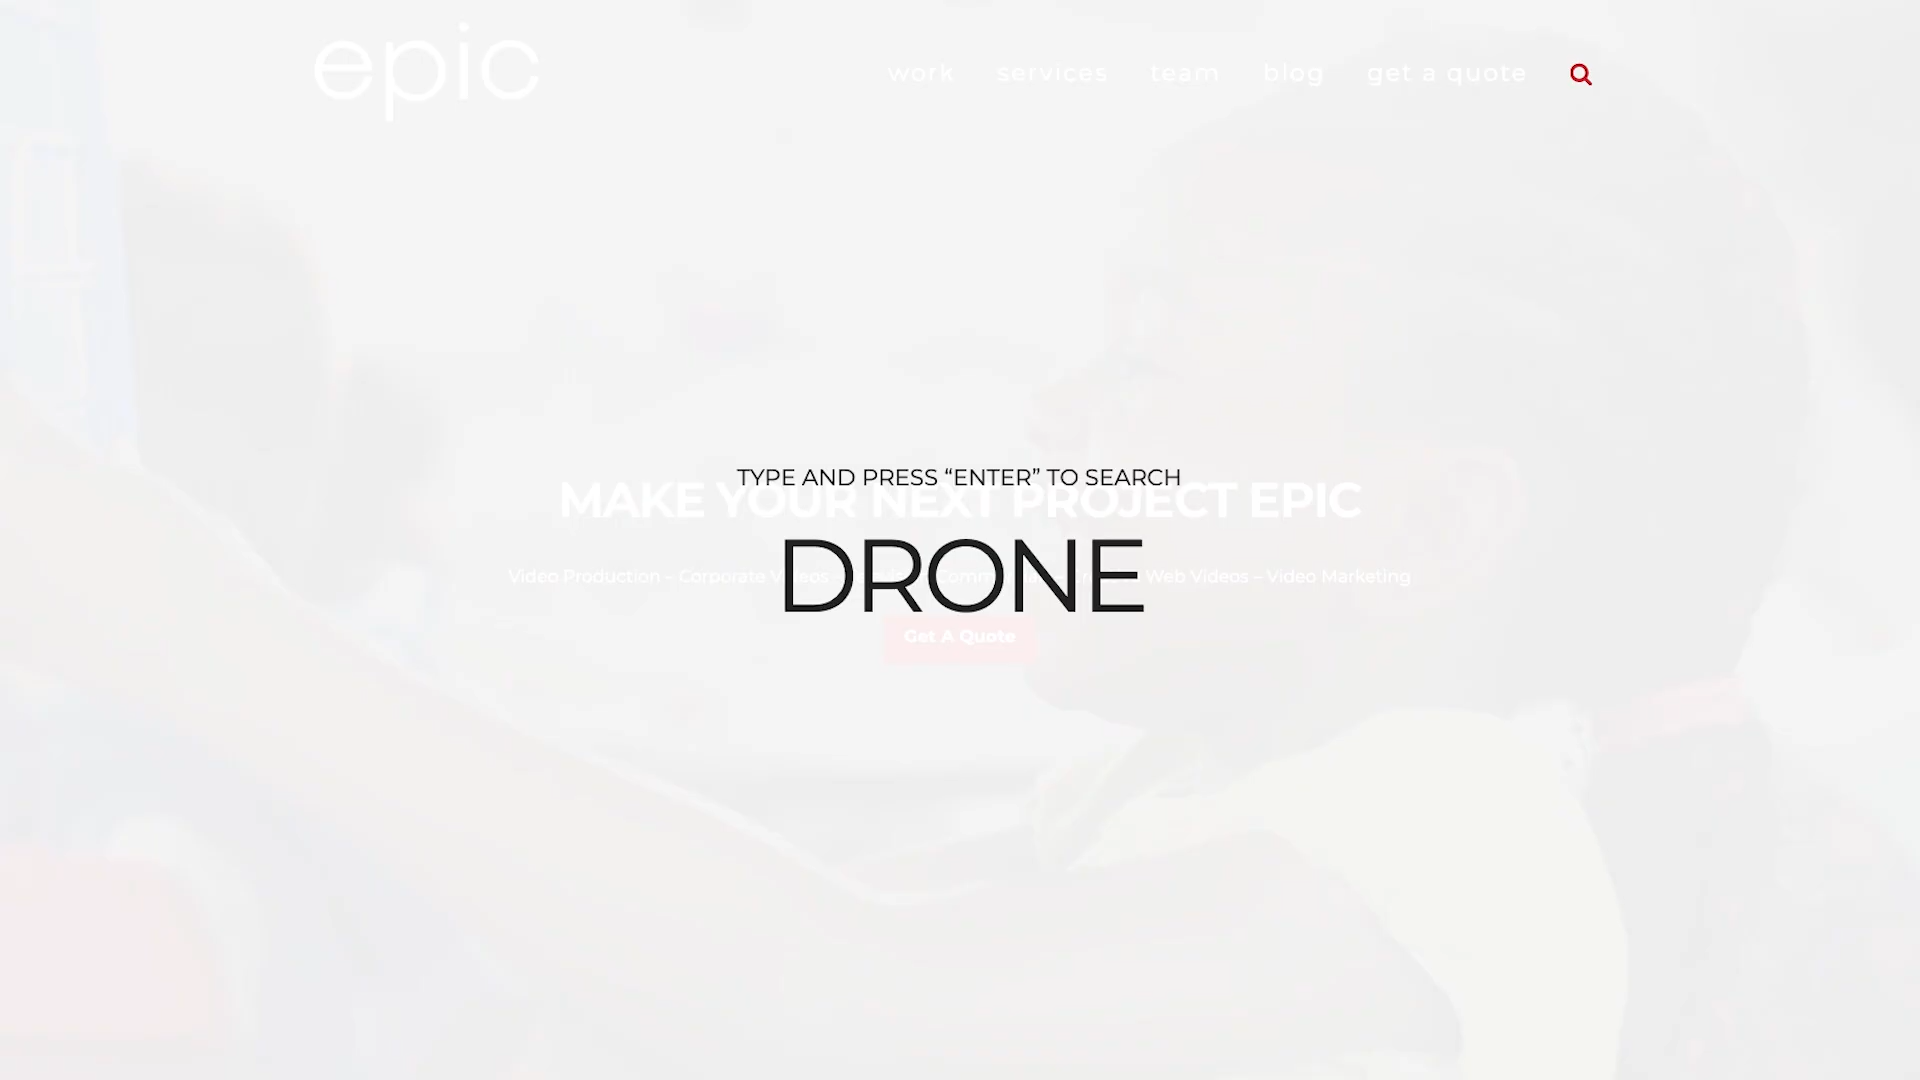 epic
work services team blog get a quote
TYPE AND PRESS “ENTER” TO SEARCH
MAKE YOUR NEXT PROJECT EPIC
DRONE
Video Production – Corporate Videos – Web Videos – Video Marketing
Get A Quote